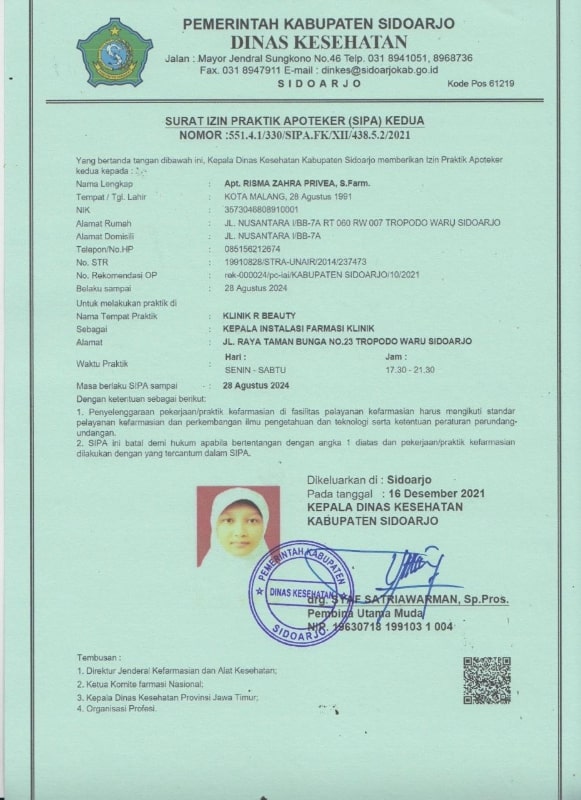 PEMERINTAH KABUPATEN SIDOARJO
DINAS KESEHATAN
Jalan : Mayor Jendral Sungkono No.46 Telp. 031 8941051, 8968736
Fax. 031 8947911 E-mail : dinkes@sidoarjokab.go.id
SIDOARJO Kode Pos 61219
SURAT IZIN PRAKTIK APOTEKER (SIPA) KEDUA
NOMOR :551.4.1/330/SIPA.FK/XII/438.5.2/2021
Yang bertanda tangan dibawah ini, Kepala Dinas Kesehatan Kabupaten Sidoarjo memberikan Izin Praktik Apoteker
kedua kepada :
Nama Lengkap : Apt. RISMA ZAHRA PRIVEA, S.Farm.
Tempat / Tgl. Lahir : KOTA MALANG, 28 Agustus 1991
NIK : 3573046808910001
Alamat Rumah : JL. NUSANTARA I/BB-7A RT 060 RW 007 TROPODO WARU SIDOARJO
Alamat Domisili : JL. NUSANTARA I/BB-7A
Telepon/No.HP : 085156212674
No. STR : 19910828/STRA-UNAIR/2014/237473
No. Rekomendasi OP : rek-000024/pc-iai/KABUPATEN SIDOARJO/10/2021
Belaku sampai : 28 Agustus 2024
Untuk melakukan praktik di
Nama Tempat Praktik : KLINIK R BEAUTY
Sebagai : KEPALA INSTALASI FARMASI KLINIK
Alamat : JL. RAYA TAMAN BUNGA NO.23 TROPODO WARU SIDOARJO
Hari : Jam :
Waktu Praktik : SENIN - SABTU 17.30 - 21.30
Masa berlaku SIPA sampai : 28 Agustus 2024
Dengan ketentuan sebagai berikut:
1. Penyelenggaraan pekerjaan/praktik kefarmasian di fasilitas pelayanan kefarmasian harus mengikuti standar
pelayanan kefarmasian dan perkembangan ilmu pengetahuan dan teknologi serta ketentuan peraturan perundang-
undangan.
2. SIPA ini batal demi hukum apabila bertentangan dengan angka 1 diatas dan pekerjaan/praktik kefarmasian
dilakukan dengan yang tercantum dalam SIPA.
Dikeluarkan di : Sidoarjo
Pada tanggal : 16 Desember 2021
KEPALA DINAS KESEHATAN
KABUPATEN SIDOARJO
PEMERINTAH KABUPATEN
DINAS KESEHATAN
SIDOARJO
drg. SYAF SATRIAWARMAN, Sp.Pros.
Pembina Utama Muda
NIP. 19630718 199103 1 004
Tembusan :
1. Direktur Jenderal Kefarmasian dan Alat Kesehatan;
2. Ketua Komite farmasi Nasional;
3. Kepala Dinas Kesehatan Provinsi Jawa Timur;
4. Organisasi Profesi.